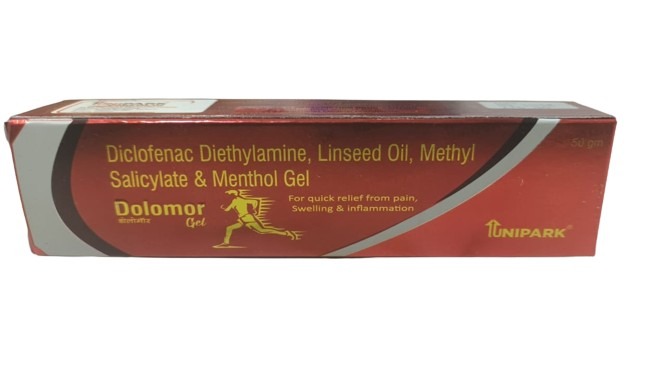 Diclofenac Diethylamine, Linseed Oil, Methyl
Salicylate & Menthol Gel
Dolomor
डोलोमोर
Gel
For quick relief from pain,
Swelling & inflammation
50 gm
UNIPARK®